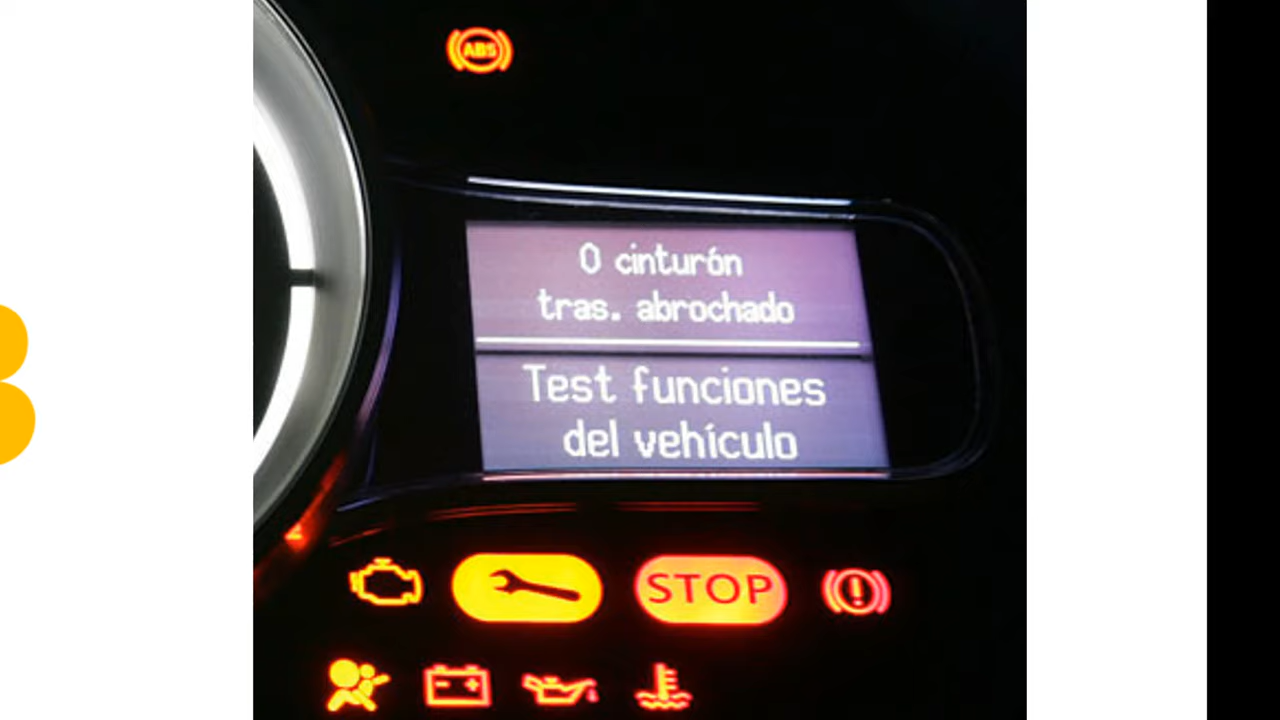 ABS
0 cinturón
tras. abrochado
Test funciones
del vehículo
STOP